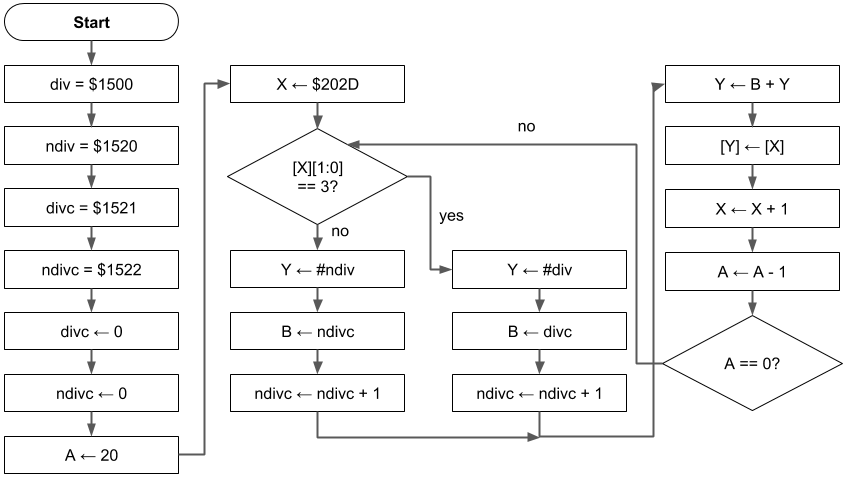 Start
div = $1500
ndiv = $1520
divc = $1521
ndivc = $1522
divc ← 0
ndivc ← 0
A ← 20
X ← $202D
[X][1:0]
== 3?
no
yes
Y ← #ndiv
B ← ndivc
ndivc ← ndivc + 1
Y ← #div
B ← divc
ndivc ← ndivc + 1
no
Y ← B + Y
[Y] ← [X]
X ← X + 1
A ← A - 1
A == 0?